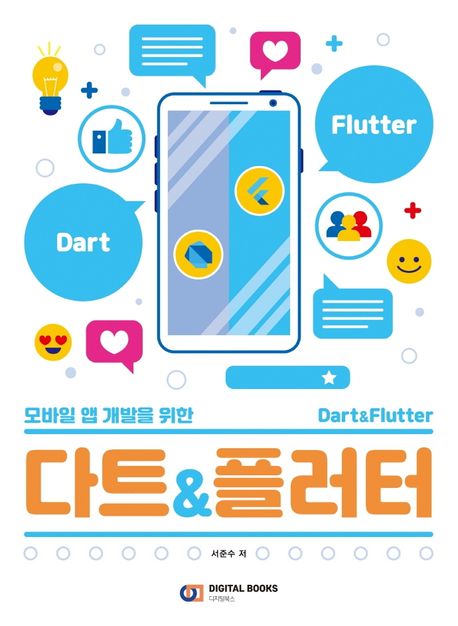 Flutter
Dart
모바일 앱 개발을 위한
Dart&Flutter
다트&플러터
서준수 저
DIGITAL BOOKS
디지털북스